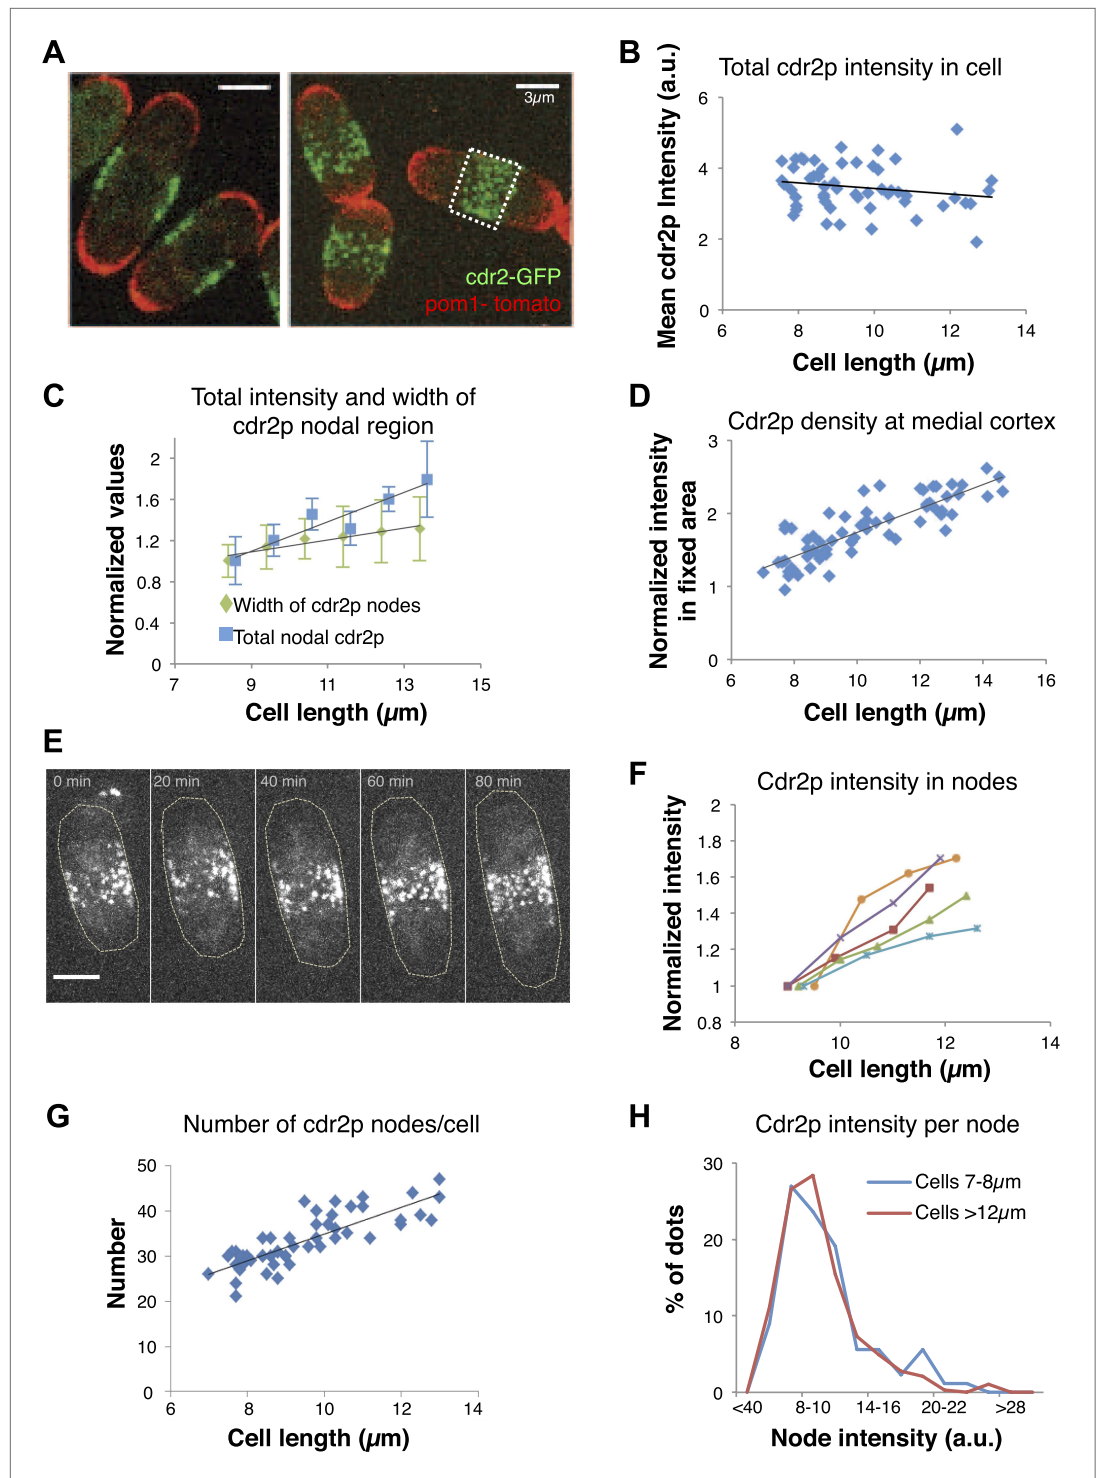 A
3µm
cdr2-GFP
pom1- tomato
B
Total cdr2p intensity in cell
Mean cdr2p Intensity (a.u.)
6
4
2
0
6 8 10 12 14
Cell length (µm)
C
Total intensity and width of
cdr2p nodal region
Normalized values
2
1.6
1.2
0.8
0.4
0
Width of cdr2p nodes
Total nodal cdr2p
7 9 11 13 15
Cell length (µm)
D
Cdr2p density at medial cortex
Normalized intensity
in fixed area
3
2
1
0
6 8 10 12 14 16
Cell length (µm)
E
0 min 20 min 40 min 60 min 80 min
F
Cdr2p intensity in nodes
Normalized intensity
2
1.8
1.6
1.4
1.2
1
0.8
8 10 12 14
Cell length (µm)
G
Number of cdr2p nodes/cell
Number
50
40
30
20
10
0
6 8 10 12 14
Cell length (µm)
H
Cdr2p intensity per node
% of dots
30
20
10
0
Cells 7-8µm
Cells >12µm
<40 8-10 14-16 20-22 >28
Node intensity (a.u.)